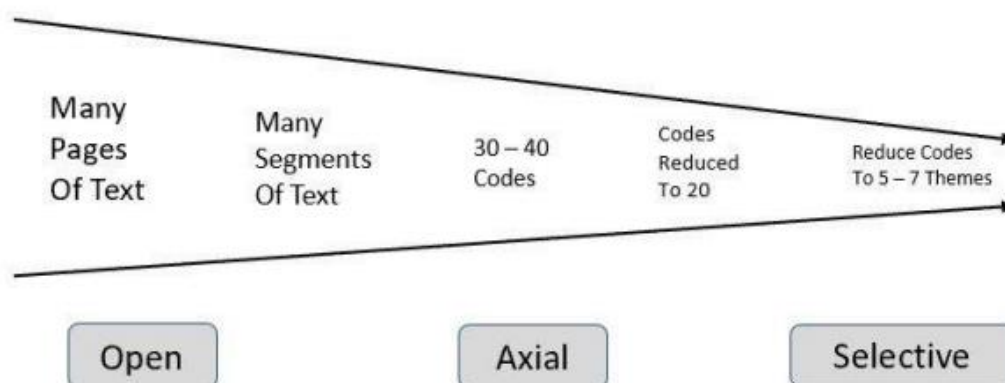 Many
Pages
Of Text
Many
Segments
Of Text
30 – 40
Codes
Codes
Reduced
To 20
Reduce Codes
To 5 – 7 Themes
Open
Axial
Selective